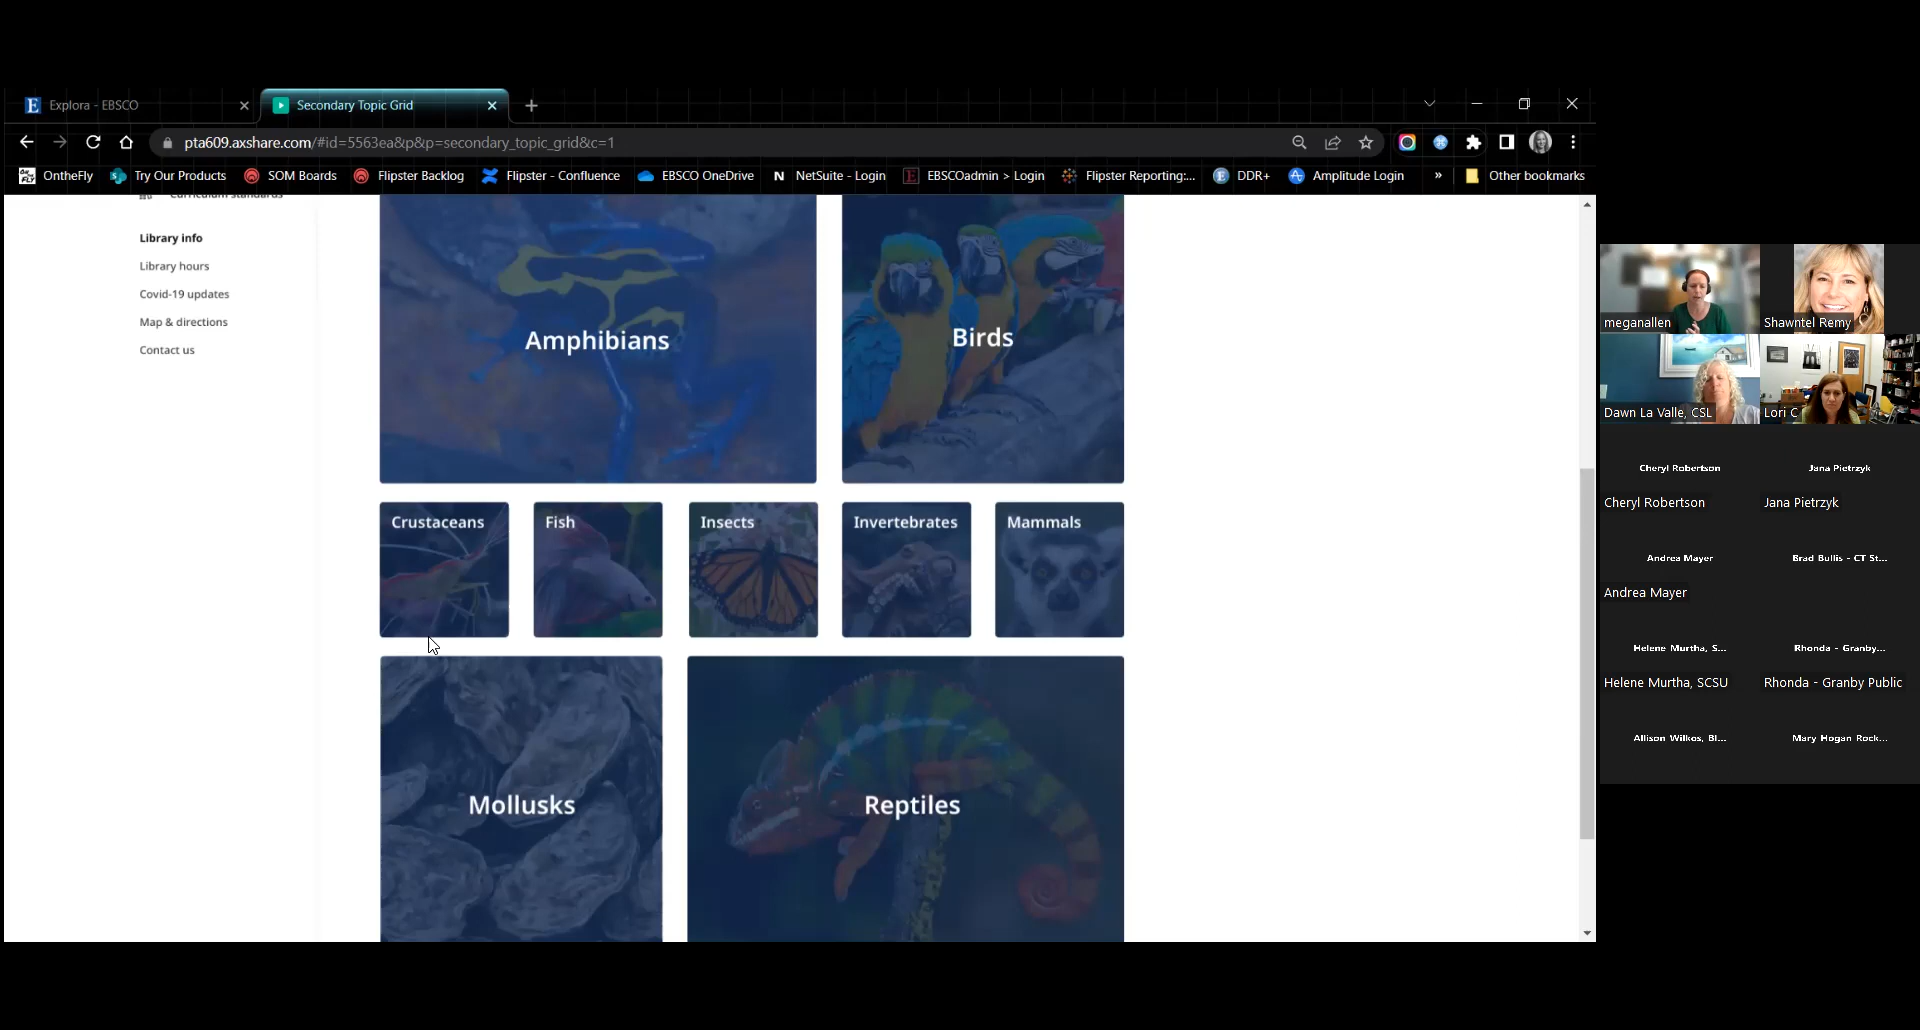 Explora - EBSCO
Secondary Topic Grid
pta609.axshare.com/#id=5563ea&p&p=secondary_topic_grid&c=1
ON FLY OntheFly Try Our Products SOM Boards Flipster Backlog Flipster - Confluence EBSCO OneDrive N NetSuite - Login EBSCOadmin > Login Flipster Reporting:... DDR+ Amplitude Login » Other bookmarks
Curriculum standards
Library info
Library hours
Covid-19 updates
Map & directions
Contact us
Amphibians
Birds
Crustaceans
Fish
Insects
Invertebrates
Mammals
Mollusks
Reptiles
meganallen
Shawntel Remy
Dawn La Valle, CSL
Lori C
Cheryl Robertson
Jana Pietrzyk
Cheryl Robertson
Jana Pietrzyk
Andrea Mayer
Brad Bullis - CT St...
Andrea Mayer
Helene Murtha, S...
Rhonda - Granby...
Helene Murtha, SCSU
Rhonda - Granby Public
Allison Wilkos, Bl...
Mary Hogan Rock...